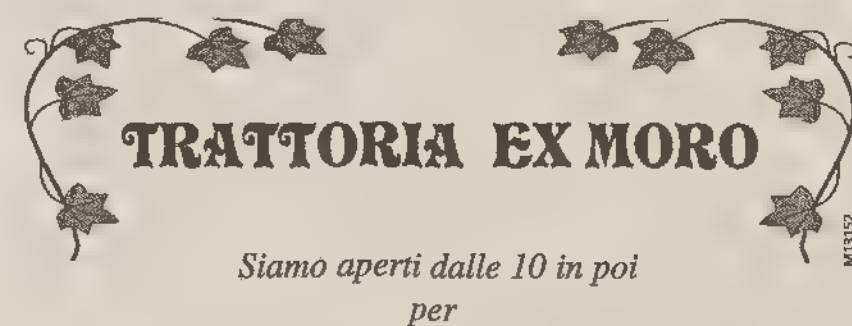 TRATTORIA EX MORO
Siamo aperti dalle 10 in poi
per
M13152